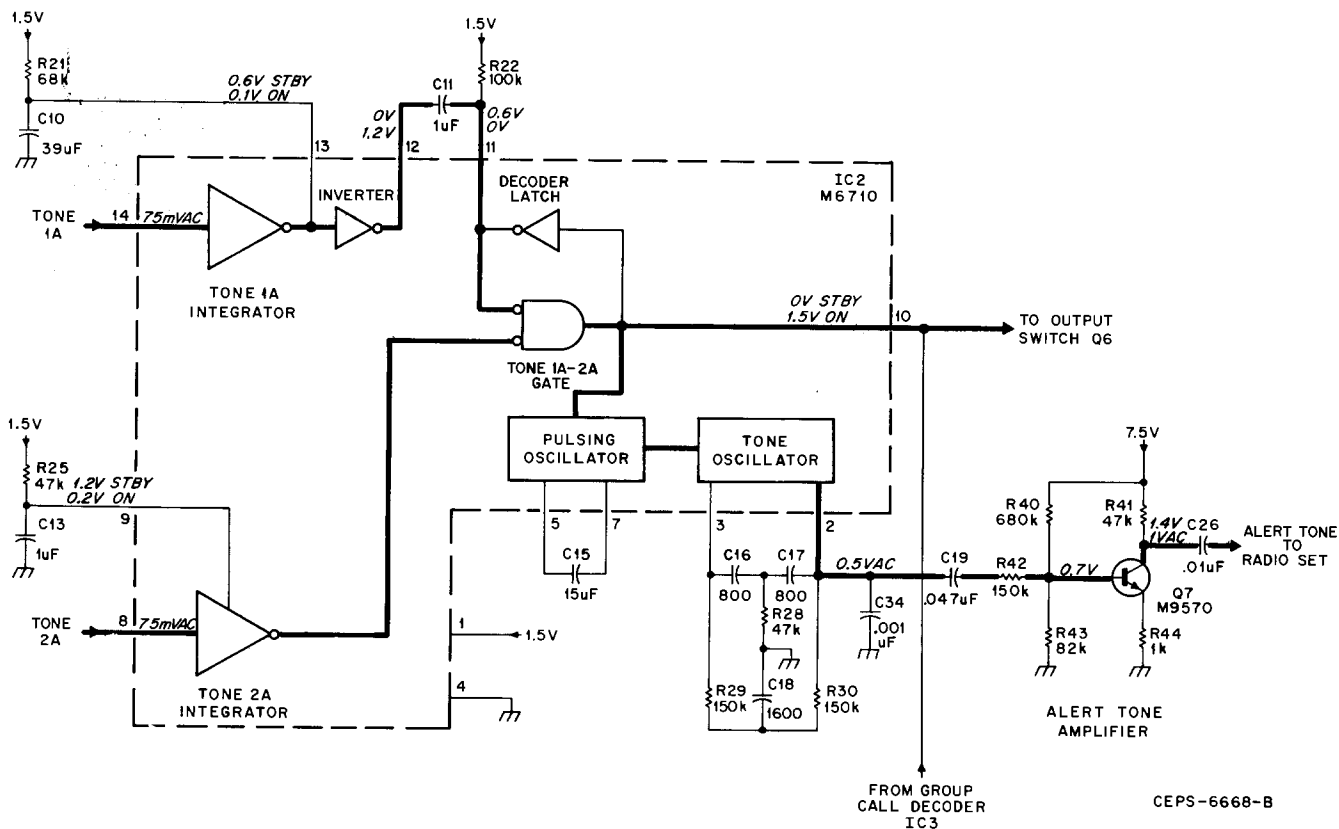 1.5V
R21
68k
C10
39uF
0.6V STBY
0.1V ON
13
0V
1.2V
12
C11
1uF
1.5V
R22
100k
0.6V
0V
11
IC2
M6710
TONE
1A
14
75mVAC
TONE 1A
INTEGRATOR
INVERTER
DECODER
LATCH
TONE 1A-2A
GATE
0V STBY
1.5V ON
10
TO OUTPUT
SWITCH Q6
1.5V
R25
47k
1.2V STBY
0.2V ON
9
C13
1uF
TONE
2A
8
75mVAC
TONE 2A
INTEGRATOR
PULSING
OSCILLATOR
TONE
OSCILLATOR
5
7
C15
15uF
1
1.5V
4
3
2
C16
800
C17
800
R28
47k
C18
1600
R29
150k
R30
150k
0.5VAC
C34
.001
uF
C19
.047uF
R42
150k
7.5V
R40
680k
R41
47k
1.4V
1VAC
C26
.01uF
ALERT TONE
TO
RADIO SET
0.7V
Q7
M9570
R43
82k
R44
1k
ALERT TONE
AMPLIFIER
FROM GROUP
CALL DECODER
IC3
CEPS-6668-B